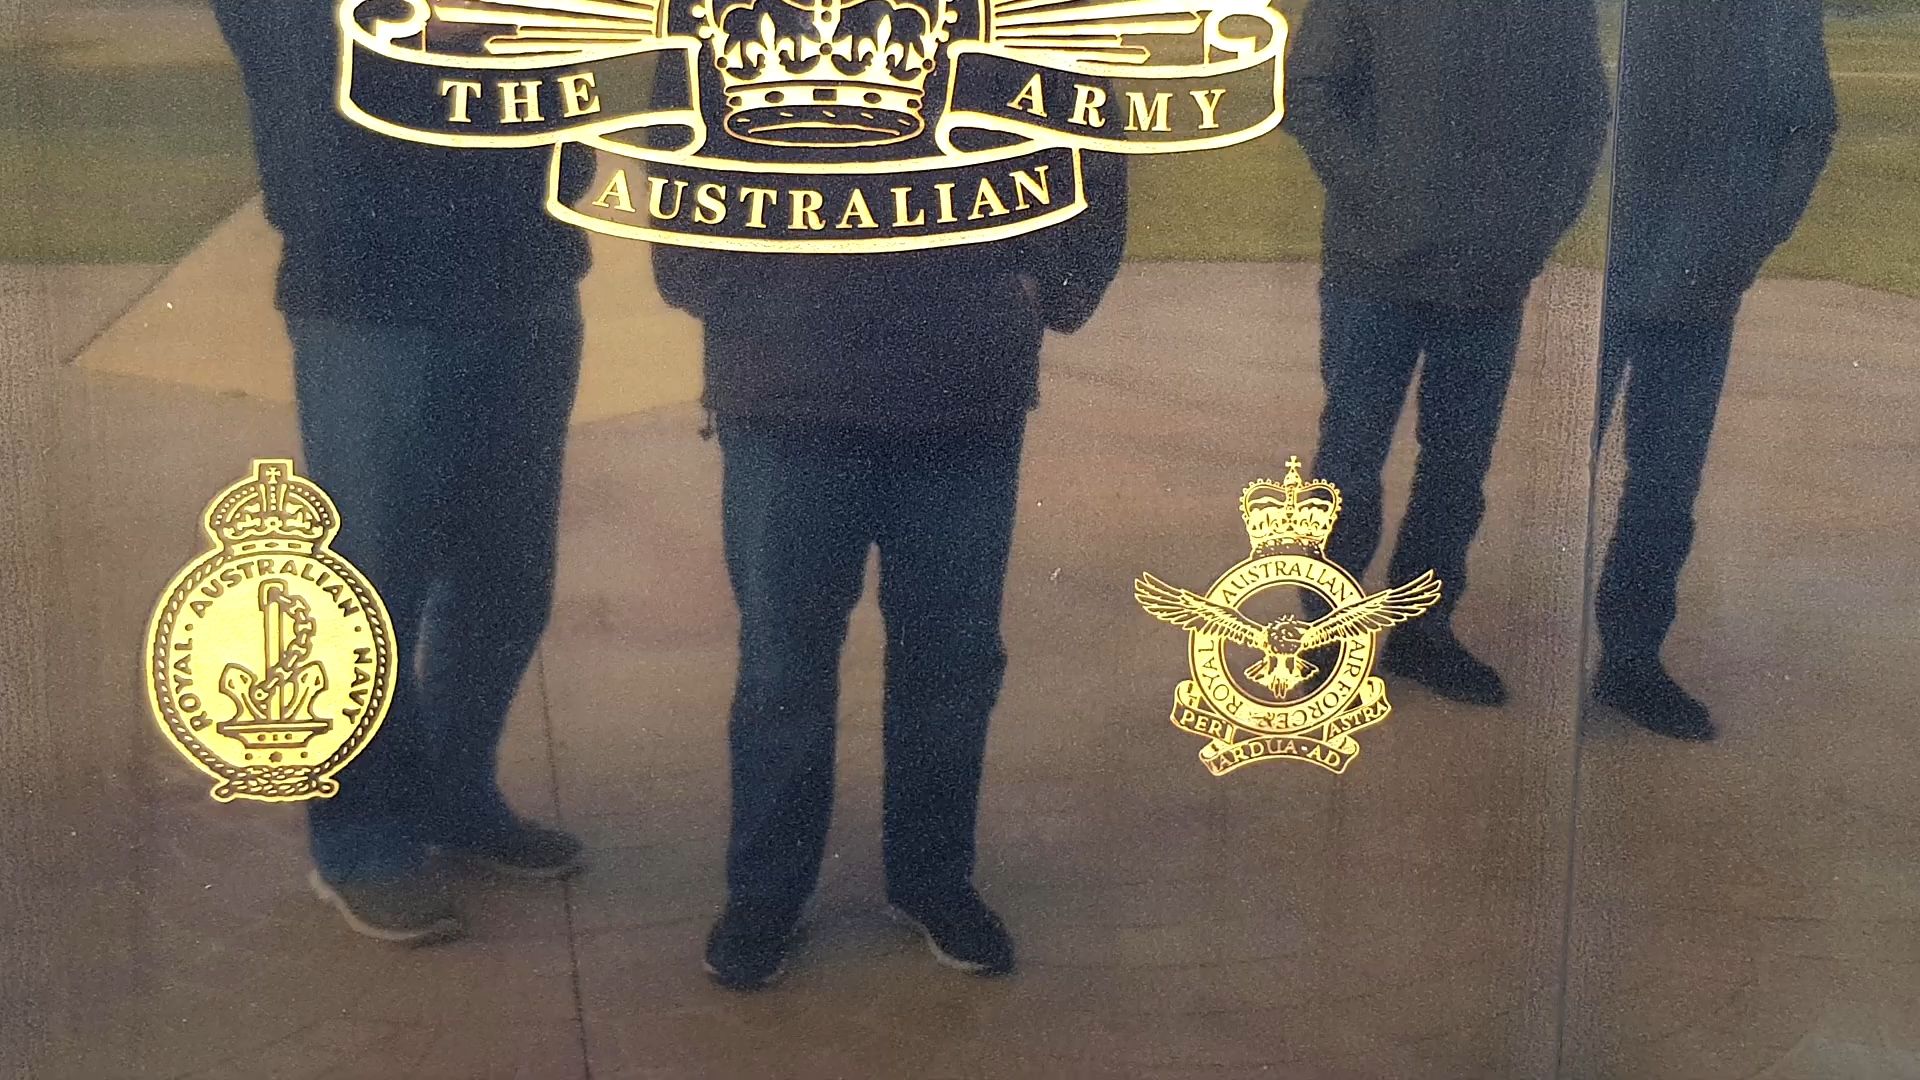 THE AUSTRALIAN ARMY
ROYAL · AUSTRALIAN · NAVY
ROYAL AUSTRALIAN AIR FORCE
PER ARDUA · AD ASTRA